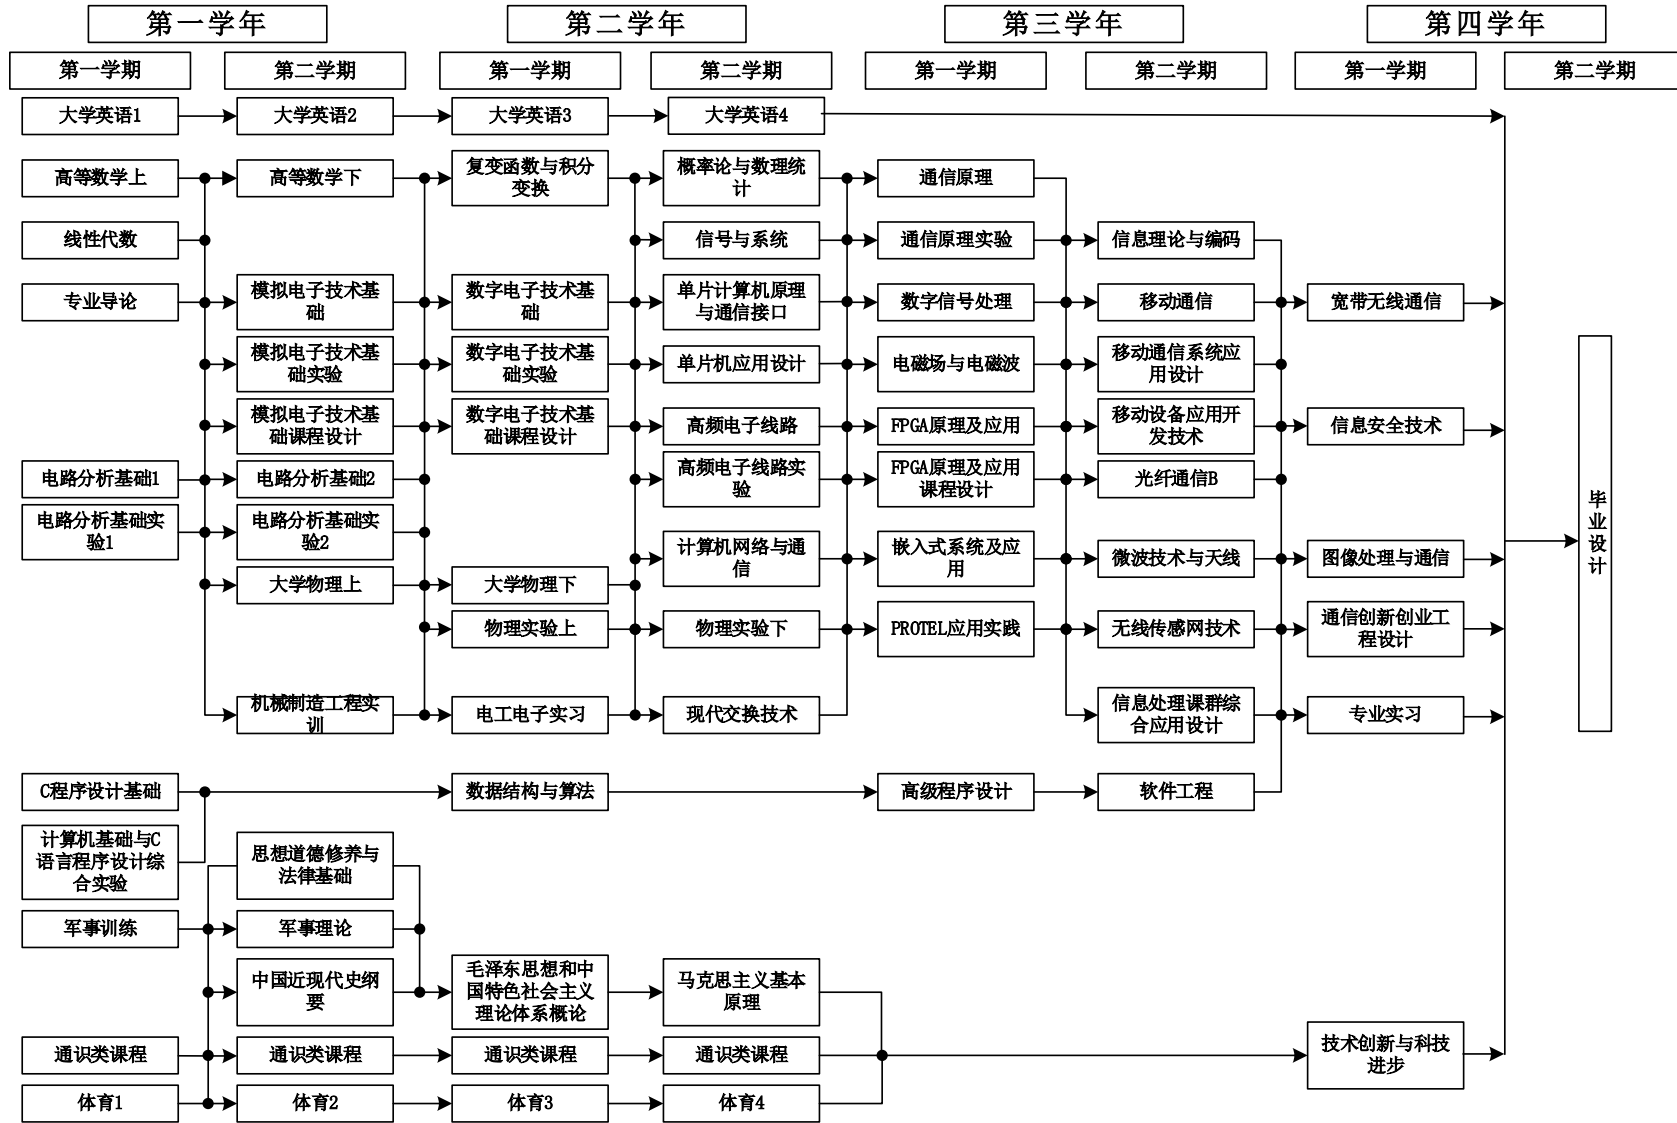 第一学年
第二学年
第三学年
第四学年
第一学期
第二学期
第一学期
第二学期
第一学期
第二学期
第一学期
第二学期
大学英语1
大学英语2
大学英语3
大学英语4
高等数学上
高等数学下
复变函数与积分
变换
概率论与数理统
计
通信原理
线性代数
信号与系统
通信原理实验
信息理论与编码
专业导论
模拟电子技术基
础
数字电子技术基
础
单片计算机原理
与通信接口
数字信号处理
移动通信
宽带无线通信
模拟电子技术基
础实验
数字电子技术基
础实验
单片机应用设计
电磁场与电磁波
移动通信系统应
用设计
模拟电子技术基
础课程设计
数字电子技术基
础课程设计
高频电子线路
FPGA原理及应用
移动设备应用开
发技术
信息安全技术
电路分析基础1
电路分析基础2
高频电子线路实
验
FPGA原理及应用
课程设计
光纤通信B
电路分析基础实
验1
电路分析基础实
验2
计算机网络与通
信
嵌入式系统及应
用
微波技术与天线
图像处理与通信
毕业设计
大学物理上
大学物理下
物理实验上
物理实验下
PROTEL应用实践
无线传感网技术
通信创新创业工
程设计
机械制造工程实
训
电工电子实习
现代交换技术
信息处理课群综
合应用设计
专业实习
C程序设计基础
数据结构与算法
高级程序设计
软件工程
计算机基础与C
语言程序设计综
合实验
思想道德修养与
法律基础
军事训练
军事理论
中国近现代史纲
要
毛泽东思想和中
国特色社会主义
理论体系概论
马克思主义基本
原理
通识类课程
通识类课程
通识类课程
通识类课程
技术创新与科技
进步
体育1
体育2
体育3
体育4